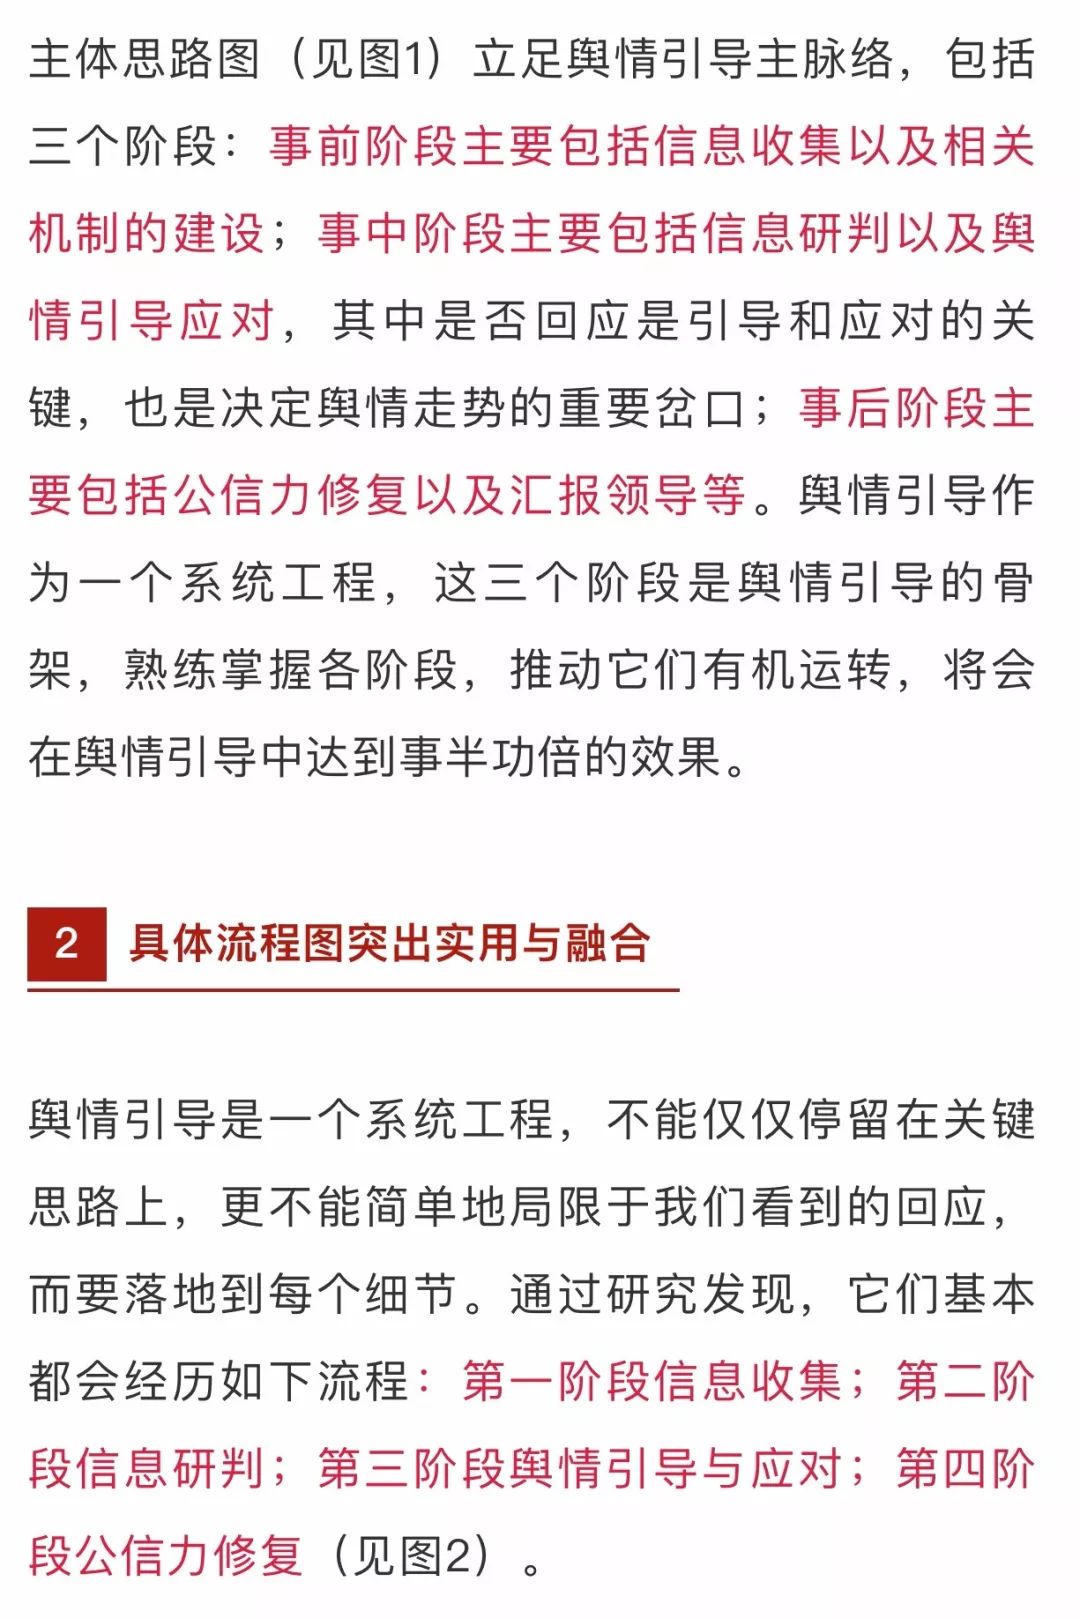 主体思路图（见图1）立足舆情引导主脉络，包括
三个阶段：事前阶段主要包括信息收集以及相关
机制的建设；事中阶段主要包括信息研判以及舆
情引导应对，其中是否回应是引导和应对的关
键，也是决定舆情走势的重要岔口；事后阶段主
要包括公信力修复以及汇报领导等。舆情引导作
为一个系统工程，这三个阶段是舆情引导的骨
架，熟练掌握各阶段，推动它们有机运转，将会
在舆情引导中达到事半功倍的效果。
2 具体流程图突出实用与融合
舆情引导是一个系统工程，不能仅仅停留在关键
思路上，更不能简单地局限于我们看到的回应，
而要落地到每个细节。通过研究发现，它们基本
都会经历如下流程：第一阶段信息收集；第二阶
段信息研判；第三阶段舆情引导与应对；第四阶
段公信力修复（见图2）。